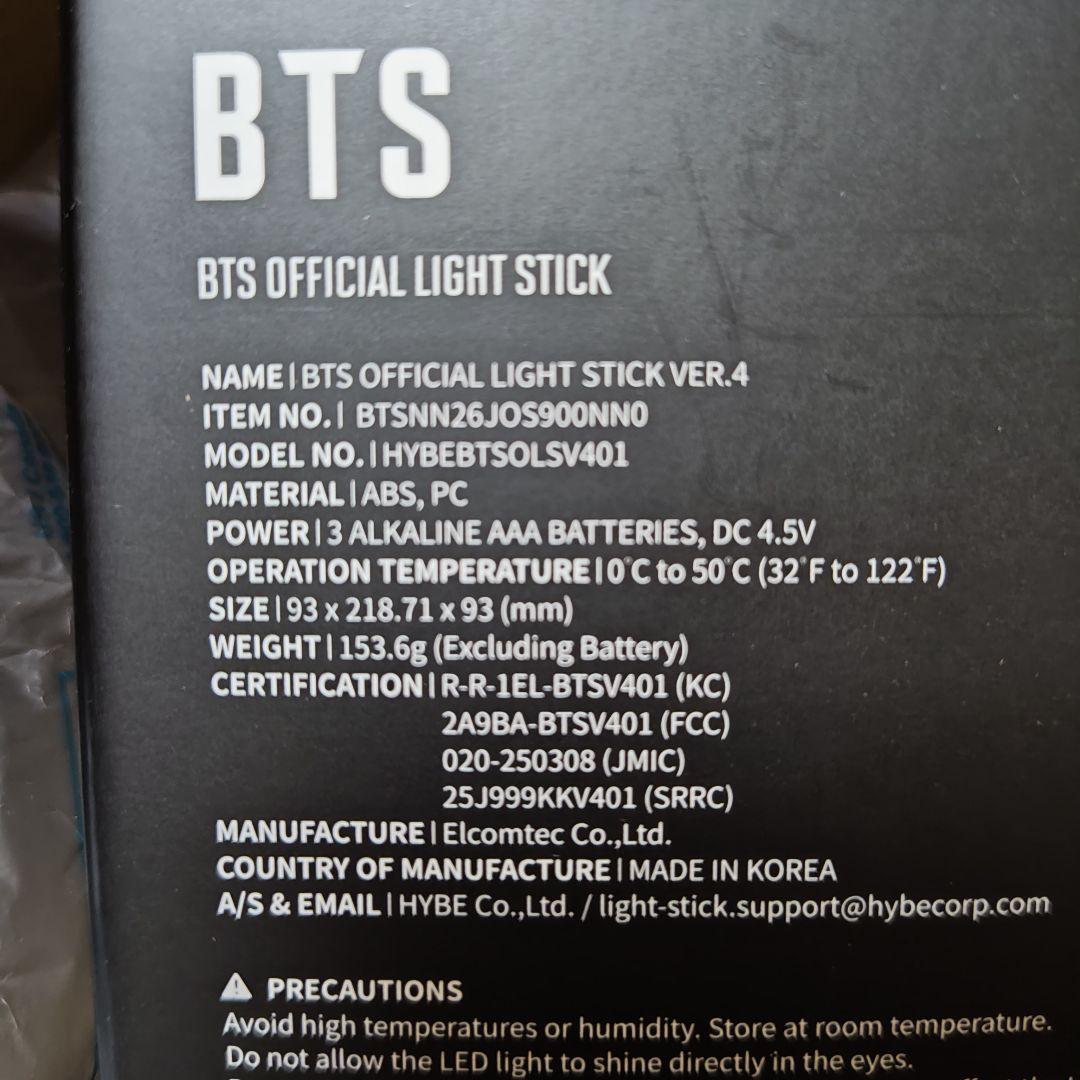 BTS
BTS OFFICIAL LIGHT STICK
NAME | BTS OFFICIAL LIGHT STICK VER.4
ITEM NO. | BTSNN26JOS900NN0
MODEL NO. | HYBEBTSOLSV401
MATERIAL | ABS, PC
POWER | 3 ALKALINE AAA BATTERIES, DC 4.5V
OPERATION TEMPERATURE | 0°C to 50°C (32°F to 122°F)
SIZE | 93 x 218.71 x 93 (mm)
WEIGHT | 153.6g (Excluding Battery)
CERTIFICATION | R-R-1EL-BTSV401 (KC)
2A9BA-BTSV401 (FCC)
020-250308 (JMIC)
25J999KKV401 (SRRC)
MANUFACTURE | Elcomtec Co.,Ltd.
COUNTRY OF MANUFACTURE | MADE IN KOREA
A/S & EMAIL | HYBE Co.,Ltd. / light-stick.support@hybecorp.com
⚠ PRECAUTIONS
Avoid high temperatures or humidity. Store at room temperature.
Do not allow the LED light to shine directly in the eyes.